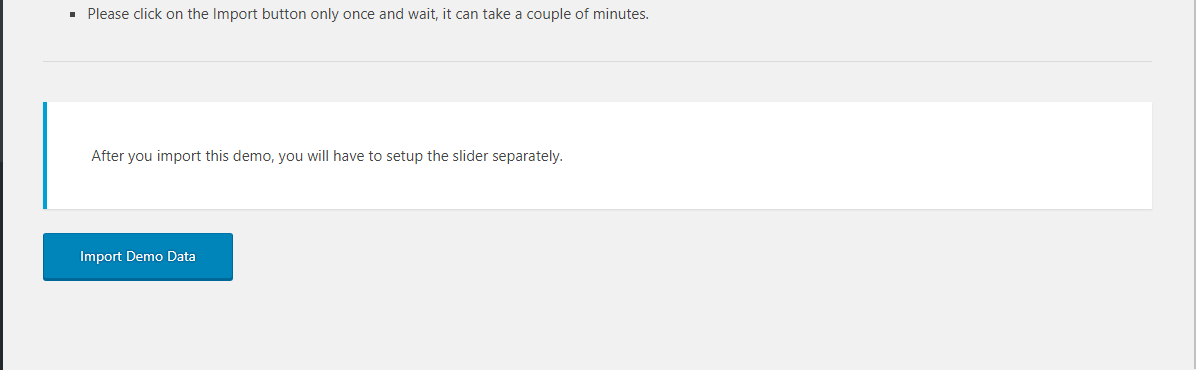 Please click on the Import button only once and wait, it can take a couple of minutes.
After you import this demo, you will have to setup the slider separately.
Import Demo Data